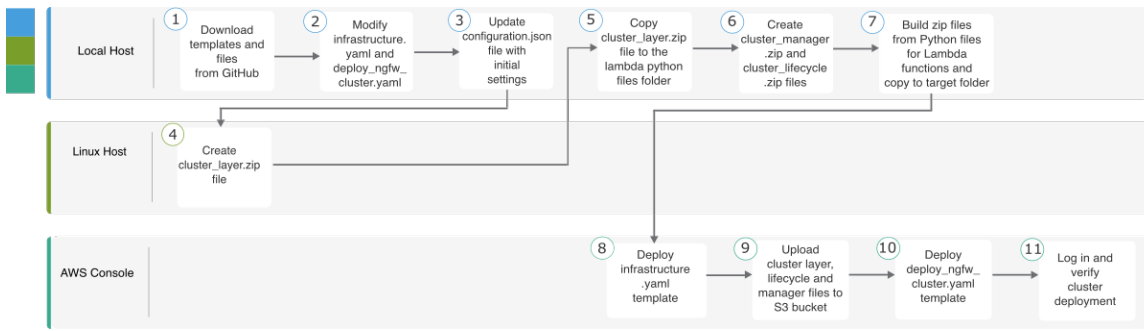 Local Host
1
Download
templates and
files
from GitHub
2
Modify
infrastructure.
yaml and
deploy_ngfw_
cluster.yaml
3
Update
configuration.json
file with
initial
settings
5
Copy
cluster_layer.zip
file to the
lambda python
files folder
6
Create
cluster_manager
.zip and
cluster_lifecycle
.zip files
7
Build zip files
from Python files
for Lambda
functions and
copy to target folder
Linux Host
4
Create
cluster_layer.zip
file
AWS Console
8
Deploy
infrastructure
.yaml
template
9
Upload
cluster layer,
lifecycle and
manager files to
S3 bucket
10
Deploy
deploy_ngfw_
cluster.yaml
template
11
Log in and
verify
cluster
deployment